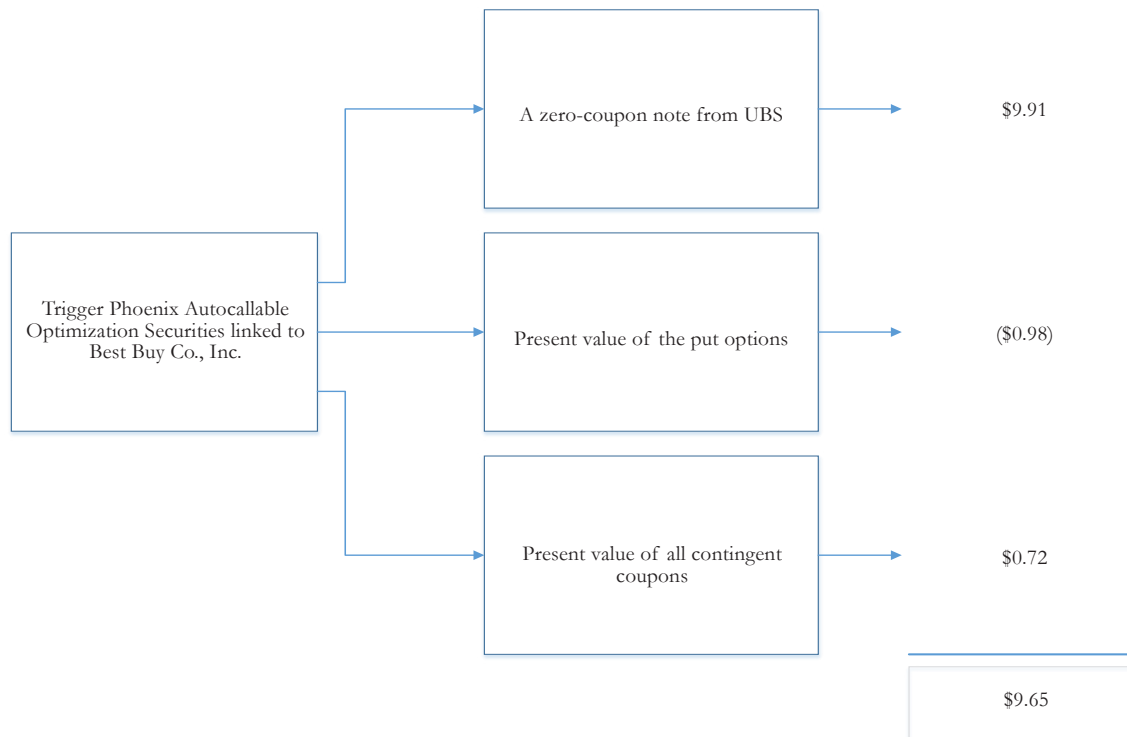 A zero-coupon note from UBS
$9.91
Trigger Phoenix Autocallable
Optimization Securities linked to
Best Buy Co., Inc.
Present value of the put options
($0.98)
Present value of all contingent
coupons
$0.72
$9.65